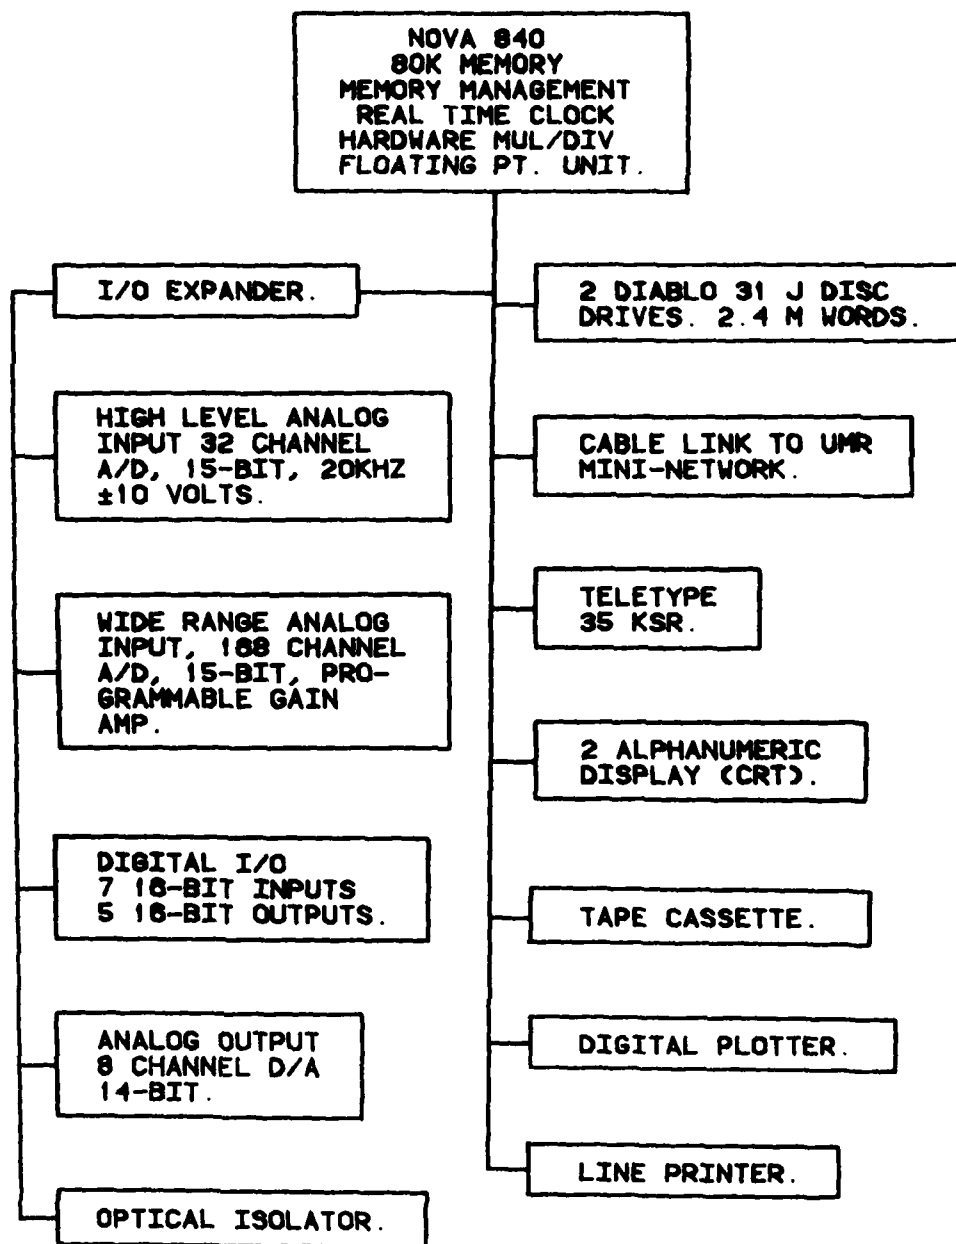 NOVA 840
80K MEMORY
MEMORY MANAGEMENT
REAL TIME CLOCK
HARDWARE MUL/DIV
FLOATING PT. UNIT.
I/O EXPANDER.
HIGH LEVEL ANALOG
INPUT 32 CHANNEL
A/D, 15-BIT, 20KHZ
±10 VOLTS.
WIDE RANGE ANALOG
INPUT, 168 CHANNEL
A/D, 15-BIT, PRO-
GRAMMABLE GAIN
AMP.
DIGITAL I/O
7 16-BIT INPUTS
5 16-BIT OUTPUTS.
ANALOG OUTPUT
8 CHANNEL D/A
14-BIT.
OPTICAL ISOLATOR.
2 DIABLO 31 J DISC
DRIVES. 2.4 M WORDS.
CABLE LINK TO UMR
MINI-NETWORK.
TELETYPE
35 KSR.
2 ALPHANUMERIC
DISPLAY (CRT).
TAPE CASSETTE.
DIGITAL PLOTTER.
LINE PRINTER.